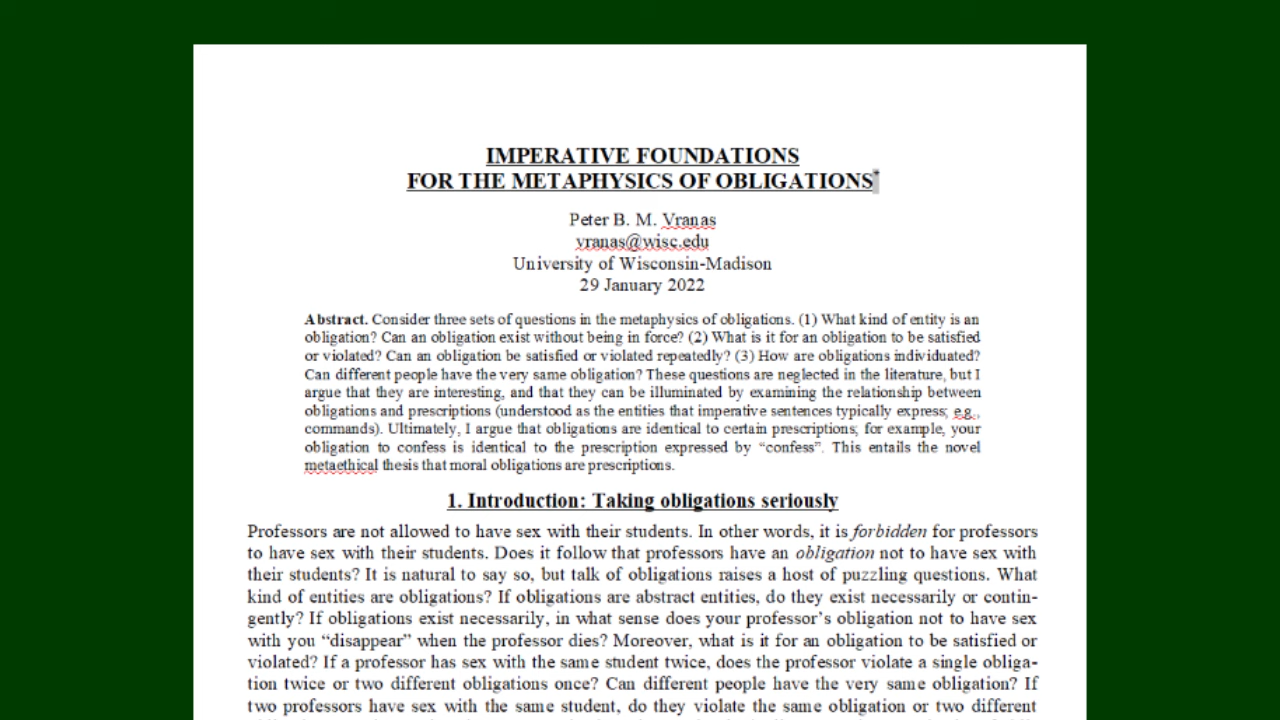 IMPERATIVE FOUNDATIONS
FOR THE METAPHYSICS OF OBLIGATIONS*
Peter B. M. Vranas
vranas@wisc.edu
University of Wisconsin-Madison
29 January 2022
Abstract. Consider three sets of questions in the metaphysics of obligations. (1) What kind of entity is an
obligation? Can an obligation exist without being in force? (2) What is it for an obligation to be satisfied
or violated? Can an obligation be satisfied or violated repeatedly? (3) How are obligations individuated?
Can different people have the very same obligation? These questions are neglected in the literature, but I
argue that they are interesting, and that they can be illuminated by examining the relationship between
obligations and prescriptions (understood as the entities that imperative sentences typically express; e.g.,
commands). Ultimately, I argue that obligations are identical to certain prescriptions; for example, your
obligation to confess is identical to the prescription expressed by “confess”. This entails the novel
metaethical thesis that moral obligations are prescriptions.
1. Introduction: Taking obligations seriously
Professors are not allowed to have sex with their students. In other words, it is forbidden for professors
to have sex with their students. Does it follow that professors have an obligation not to have sex with
their students? It is natural to say so, but talk of obligations raises a host of puzzling questions. What
kind of entities are obligations? If obligations are abstract entities, do they exist necessarily or contin-
gently? If obligations exist necessarily, in what sense does your professor’s obligation not to have sex
with you “disappear” when the professor dies? Moreover, what is it for an obligation to be satisfied or
violated? If a professor has sex with the same student twice, does the professor violate a single obliga-
tion twice or two different obligations once? Can different people have the very same obligation? If
two professors have sex with the same student, do they violate the same obligation or two different